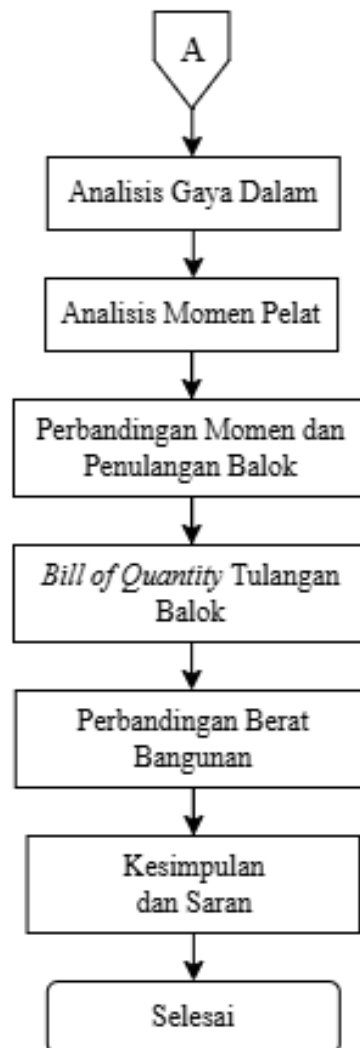 A
Analisis Gaya Dalam
Analisis Momen Pelat
Perbandingan Momen dan
Penulangan Balok
Bill of Quantity Tulangan
Balok
Perbandingan Berat
Bangunan
Kesimpulan
dan Saran
Selesai